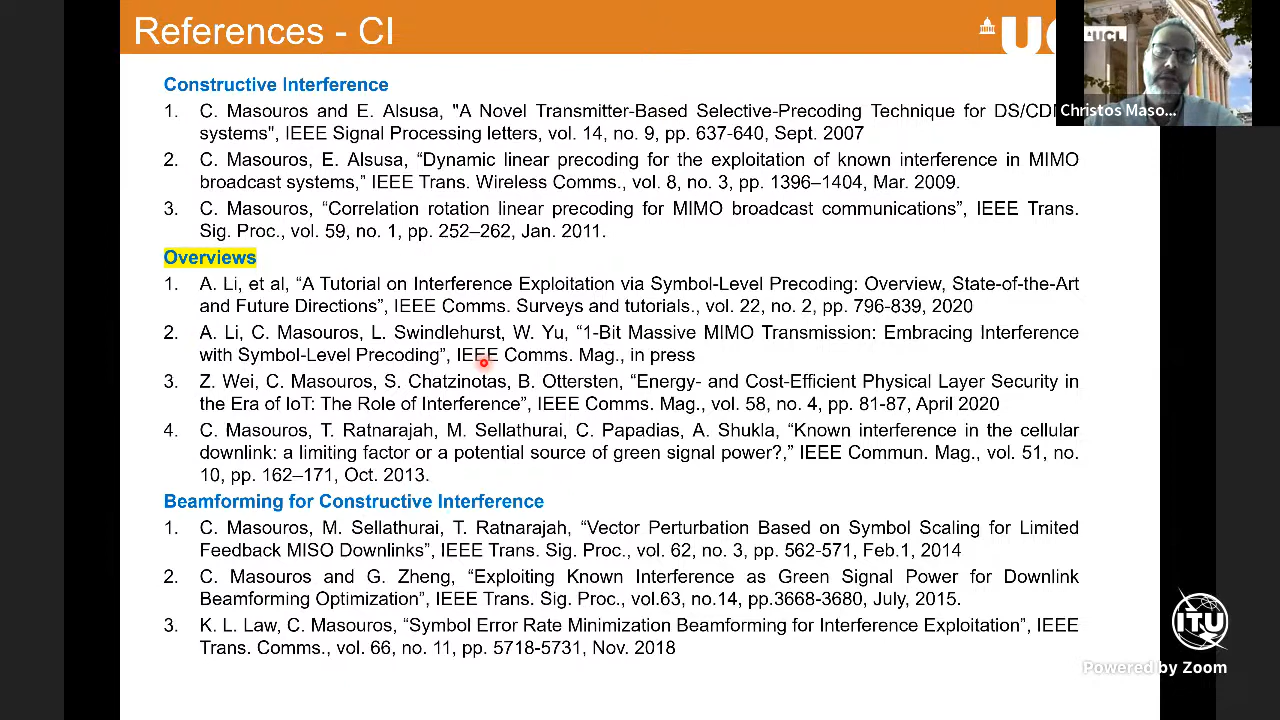 References - CI
UCL
Christos Maso...
Constructive Interference
1. C. Masouros and E. Alsusa, "A Novel Transmitter-Based Selective-Precoding Technique for DS/CD
systems", IEEE Signal Processing letters, vol. 14, no. 9, pp. 637-640, Sept. 2007
2. C. Masouros, E. Alsusa, “Dynamic linear precoding for the exploitation of known interference in MIMO
broadcast systems,” IEEE Trans. Wireless Comms., vol. 8, no. 3, pp. 1396–1404, Mar. 2009.
3. C. Masouros, “Correlation rotation linear precoding for MIMO broadcast communications”, IEEE Trans.
Sig. Proc., vol. 59, no. 1, pp. 252–262, Jan. 2011.
Overviews
1. A. Li, et al, “A Tutorial on Interference Exploitation via Symbol-Level Precoding: Overview, State-of-the-Art
and Future Directions”, IEEE Comms. Surveys and tutorials., vol. 22, no. 2, pp. 796-839, 2020
2. A. Li, C. Masouros, L. Swindlehurst, W. Yu, “1-Bit Massive MIMO Transmission: Embracing Interference
with Symbol-Level Precoding”, IEEE Comms. Mag., in press
3. Z. Wei, C. Masouros, S. Chatzinotas, B. Ottersten, “Energy- and Cost-Efficient Physical Layer Security in
the Era of IoT: The Role of Interference”, IEEE Comms. Mag., vol. 58, no. 4, pp. 81-87, April 2020
4. C. Masouros, T. Ratnarajah, M. Sellathurai, C. Papadias, A. Shukla, “Known interference in the cellular
downlink: a limiting factor or a potential source of green signal power?,” IEEE Commun. Mag., vol. 51, no.
10, pp. 162–171, Oct. 2013.
Beamforming for Constructive Interference
1. C. Masouros, M. Sellathurai, T. Ratnarajah, “Vector Perturbation Based on Symbol Scaling for Limited
Feedback MISO Downlinks”, IEEE Trans. Sig. Proc., vol. 62, no. 3, pp. 562-571, Feb.1, 2014
2. C. Masouros and G. Zheng, “Exploiting Known Interference as Green Signal Power for Downlink
Beamforming Optimization”, IEEE Trans. Sig. Proc., vol.63, no.14, pp.3668-3680, July, 2015.
3. K. L. Law, C. Masouros, “Symbol Error Rate Minimization Beamforming for Interference Exploitation”, IEEE
Trans. Comms., vol. 66, no. 11, pp. 5718-5731, Nov. 2018
ITU
Powered by Zoom